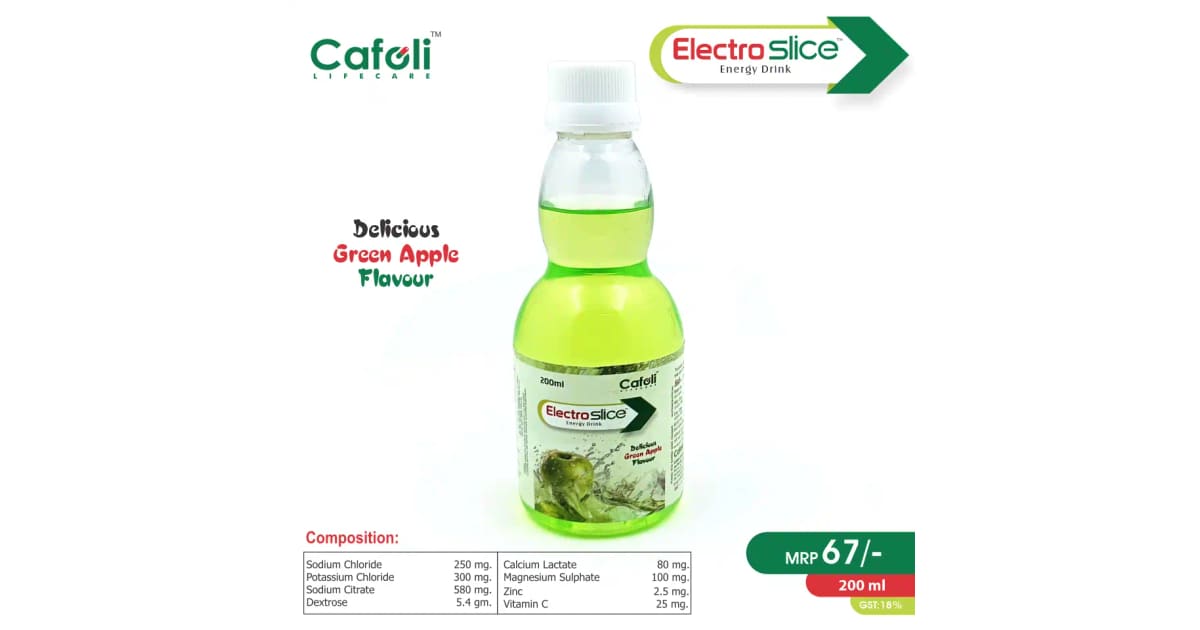 Cafoli™
LIFECARE
Electro Slice™
Energy Drink
Delicious
Green Apple
Flavour
200ml
Cafoli
LIFECARE
Electro Slice™
Energy Drink
Delicious
Green Apple
Flavour
Composition:
Sodium Chloride 250 mg.
Potassium Chloride 300 mg.
Sodium Citrate 580 mg.
Dextrose 5.4 gm.
Calcium Lactate 80 mg.
Magnesium Sulphate 100 mg.
Zinc 2.5 mg.
Vitamin C 25 mg.
MRP 67/-
200 ml
GST:18%